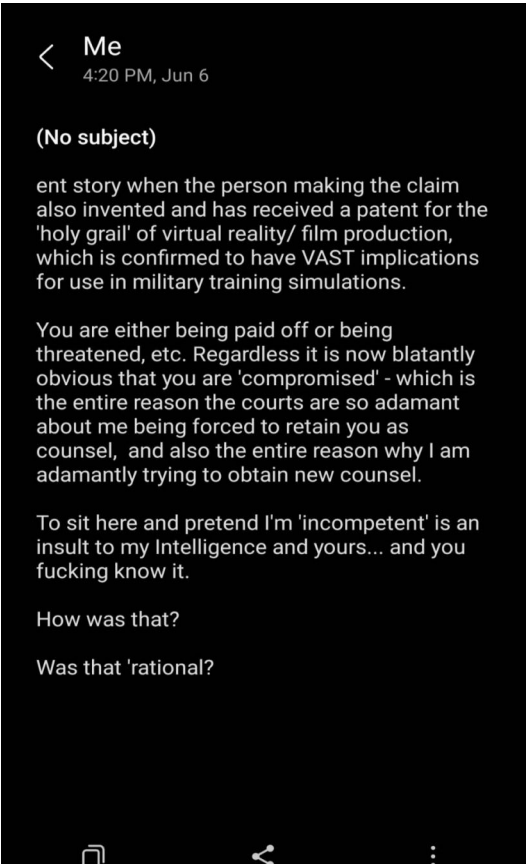 Me
4:20 PM, Jun 6
(No subject)
ent story when the person making the claim
also invented and has received a patent for the
'holy grail' of virtual reality/ film production,
which is confirmed to have VAST implications
for use in military training simulations.
You are either being paid off or being
threatened, etc. Regardless it is now blatantly
obvious that you are 'compromised' - which is
the entire reason the courts are so adamant
about me being forced to retain you as
counsel,  and also the entire reason why I am
adamantly trying to obtain new counsel.
To sit here and pretend I'm 'incompetent' is an
insult to my Intelligence and yours... and you
fucking know it.
How was that?
Was that 'rational?